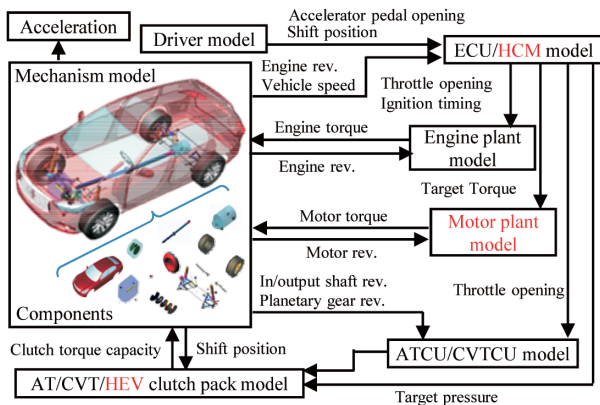 Acceleration
Driver model
Accelerator pedal opening
Shift position
ECU/HCM model
Mechanism model
Engine rev.
Vehicle speed
Throttle opening
Ignition timing
Engine torque
Engine plant
model
Engine rev.
Target Torque
Motor torque
Motor plant
model
Motor rev.
In/output shaft rev.
Planetary gear rev.
Throttle opening
Components
Clutch torque capacity
Shift position
ATCU/CVTCU model
AT/CVT/HEV clutch pack model
Target pressure